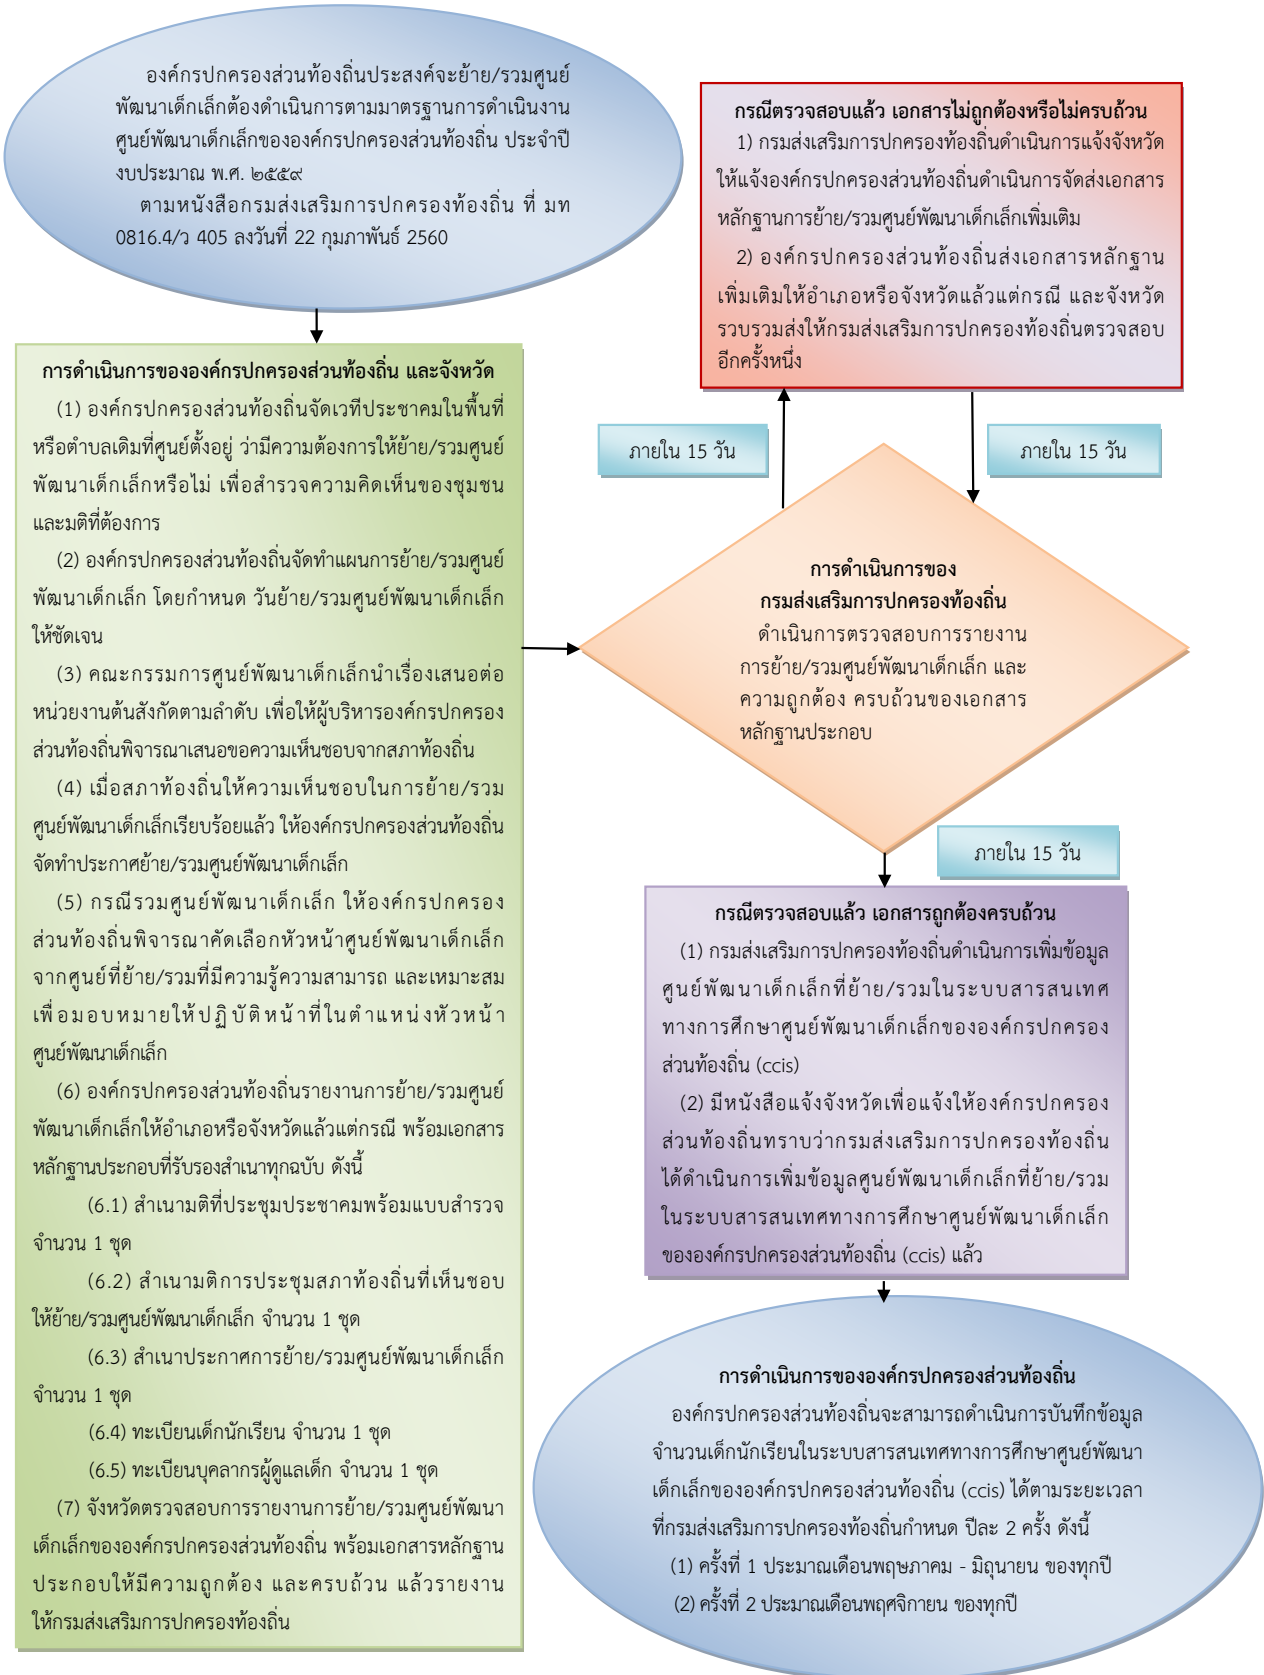 องค์กรปกครองส่วนท้องถิ่นประสงค์จะย้าย/รวมศูนย์
พัฒนาเด็กเล็กต้องดำเนินการตามมาตรฐานการดำเนินงาน
ศูนย์พัฒนาเด็กเล็กขององค์กรปกครองส่วนท้องถิ่น ประจำปี
งบประมาณ พ.ศ. ๒๕๕๙
ตามหนังสือกรมส่งเสริมการปกครองท้องถิ่น ที่ มท
0816.4/ว 405 ลงวันที่ 22 กุมภาพันธ์ 2560
การดำเนินการขององค์กรปกครองส่วนท้องถิ่น และจังหวัด
(1) องค์กรปกครองส่วนท้องถิ่นจัดเวทีประชาคมในพื้นที่
หรือตำบลเดิมที่ศูนย์ตั้งอยู่ ว่ามีความต้องการให้ย้าย/รวมศูนย์
พัฒนาเด็กเล็กหรือไม่ เพื่อสำรวจความคิดเห็นของชุมชน
และมติที่ต้องการ
(2) องค์กรปกครองส่วนท้องถิ่นจัดทำแผนการย้าย/รวมศูนย์
พัฒนาเด็กเล็ก โดยกำหนด วันย้าย/รวมศูนย์พัฒนาเด็กเล็ก
ให้ชัดเจน
(3) คณะกรรมการศูนย์พัฒนาเด็กเล็กนำเรื่องเสนอต่อ
หน่วยงานต้นสังกัดตามลำดับ เพื่อให้ผู้บริหารองค์กรปกครอง
ส่วนท้องถิ่นพิจารณาเสนอขอความเห็นชอบจากสภาท้องถิ่น
(4) เมื่อสภาท้องถิ่นให้ความเห็นชอบในการย้าย/รวม
ศูนย์พัฒนาเด็กเล็กเรียบร้อยแล้ว ให้องค์กรปกครองส่วนท้องถิ่น
จัดทำประกาศย้าย/รวมศูนย์พัฒนาเด็กเล็ก
(5) กรณีรวมศูนย์พัฒนาเด็กเล็ก ให้องค์กรปกครอง
ส่วนท้องถิ่นพิจารณาคัดเลือกหัวหน้าศูนย์พัฒนาเด็กเล็ก
จากศูนย์ที่ย้าย/รวมที่มีความรู้ความสามารถ และเหมาะสม
เพื่อมอบหมายให้ปฏิบัติหน้าที่ในตำแหน่งหัวหน้า
ศูนย์พัฒนาเด็กเล็ก
(6) องค์กรปกครองส่วนท้องถิ่นรายงานการย้าย/รวมศูนย์
พัฒนาเด็กเล็กให้อำเภอหรือจังหวัดแล้วแต่กรณี พร้อมเอกสาร
หลักฐานประกอบที่รับรองสำเนาทุกฉบับ ดังนี้
(6.1) สำเนามติที่ประชุมประชาคมพร้อมแบบสำรวจ
จำนวน 1 ชุด
(6.2) สำเนามติการประชุมสภาท้องถิ่นที่เห็นชอบ
ให้ย้าย/รวมศูนย์พัฒนาเด็กเล็ก จำนวน 1 ชุด
(6.3) สำเนาประกาศการย้าย/รวมศูนย์พัฒนาเด็กเล็ก
จำนวน 1 ชุด
(6.4) ทะเบียนเด็กนักเรียน จำนวน 1 ชุด
(6.5) ทะเบียนบุคลากรผู้ดูแลเด็ก จำนวน 1 ชุด
(7) จังหวัดตรวจสอบการรายงานการย้าย/รวมศูนย์พัฒนา
เด็กเล็กขององค์กรปกครองส่วนท้องถิ่น พร้อมเอกสารหลักฐาน
ประกอบให้มีความถูกต้อง และครบถ้วน แล้วรายงาน
ให้กรมส่งเสริมการปกครองท้องถิ่น
กรณีตรวจสอบแล้ว เอกสารไม่ถูกต้องหรือไม่ครบถ้วน
1) กรมส่งเสริมการปกครองท้องถิ่นดำเนินการแจ้งจังหวัด
ให้แจ้งองค์กรปกครองส่วนท้องถิ่นดำเนินการจัดส่งเอกสาร
หลักฐานการย้าย/รวมศูนย์พัฒนาเด็กเล็กเพิ่มเติม
2) องค์กรปกครองส่วนท้องถิ่นส่งเอกสารหลักฐาน
เพิ่มเติมให้อำเภอหรือจังหวัดแล้วแต่กรณี และจังหวัด
รวบรวมส่งให้กรมส่งเสริมการปกครองท้องถิ่นตรวจสอบ
อีกครั้งหนึ่ง
ภายใน 15 วัน
ภายใน 15 วัน
การดำเนินการของ
กรมส่งเสริมการปกครองท้องถิ่น
ดำเนินการตรวจสอบการรายงาน
การย้าย/รวมศูนย์พัฒนาเด็กเล็ก และ
ความถูกต้อง ครบถ้วนของเอกสาร
หลักฐานประกอบ
ภายใน 15 วัน
กรณีตรวจสอบแล้ว เอกสารถูกต้องครบถ้วน
(1) กรมส่งเสริมการปกครองท้องถิ่นดำเนินการเพิ่มข้อมูล
ศูนย์พัฒนาเด็กเล็กที่ย้าย/รวมในระบบสารสนเทศ
ทางการศึกษาศูนย์พัฒนาเด็กเล็กขององค์กรปกครอง
ส่วนท้องถิ่น (ccis)
(2) มีหนังสือแจ้งจังหวัดเพื่อแจ้งให้องค์กรปกครอง
ส่วนท้องถิ่นทราบว่ากรมส่งเสริมการปกครองท้องถิ่น
ได้ดำเนินการเพิ่มข้อมูลศูนย์พัฒนาเด็กเล็กที่ย้าย/รวม
ในระบบสารสนเทศทางการศึกษาศูนย์พัฒนาเด็กเล็ก
ขององค์กรปกครองส่วนท้องถิ่น (ccis) แล้ว
การดำเนินการขององค์กรปกครองส่วนท้องถิ่น
องค์กรปกครองส่วนท้องถิ่นจะสามารถดำเนินการบันทึกข้อมูล
จำนวนเด็กนักเรียนในระบบสารสนเทศทางการศึกษาศูนย์พัฒนา
เด็กเล็กขององค์กรปกครองส่วนท้องถิ่น (ccis) ได้ตามระยะเวลา
ที่กรมส่งเสริมการปกครองท้องถิ่นกำหนด ปีละ 2 ครั้ง ดังนี้
(1) ครั้งที่ 1 ประมาณเดือนพฤษภาคม - มิถุนายน ของทุกปี
(2) ครั้งที่ 2 ประมาณเดือนพฤศจิกายน ของทุกปี